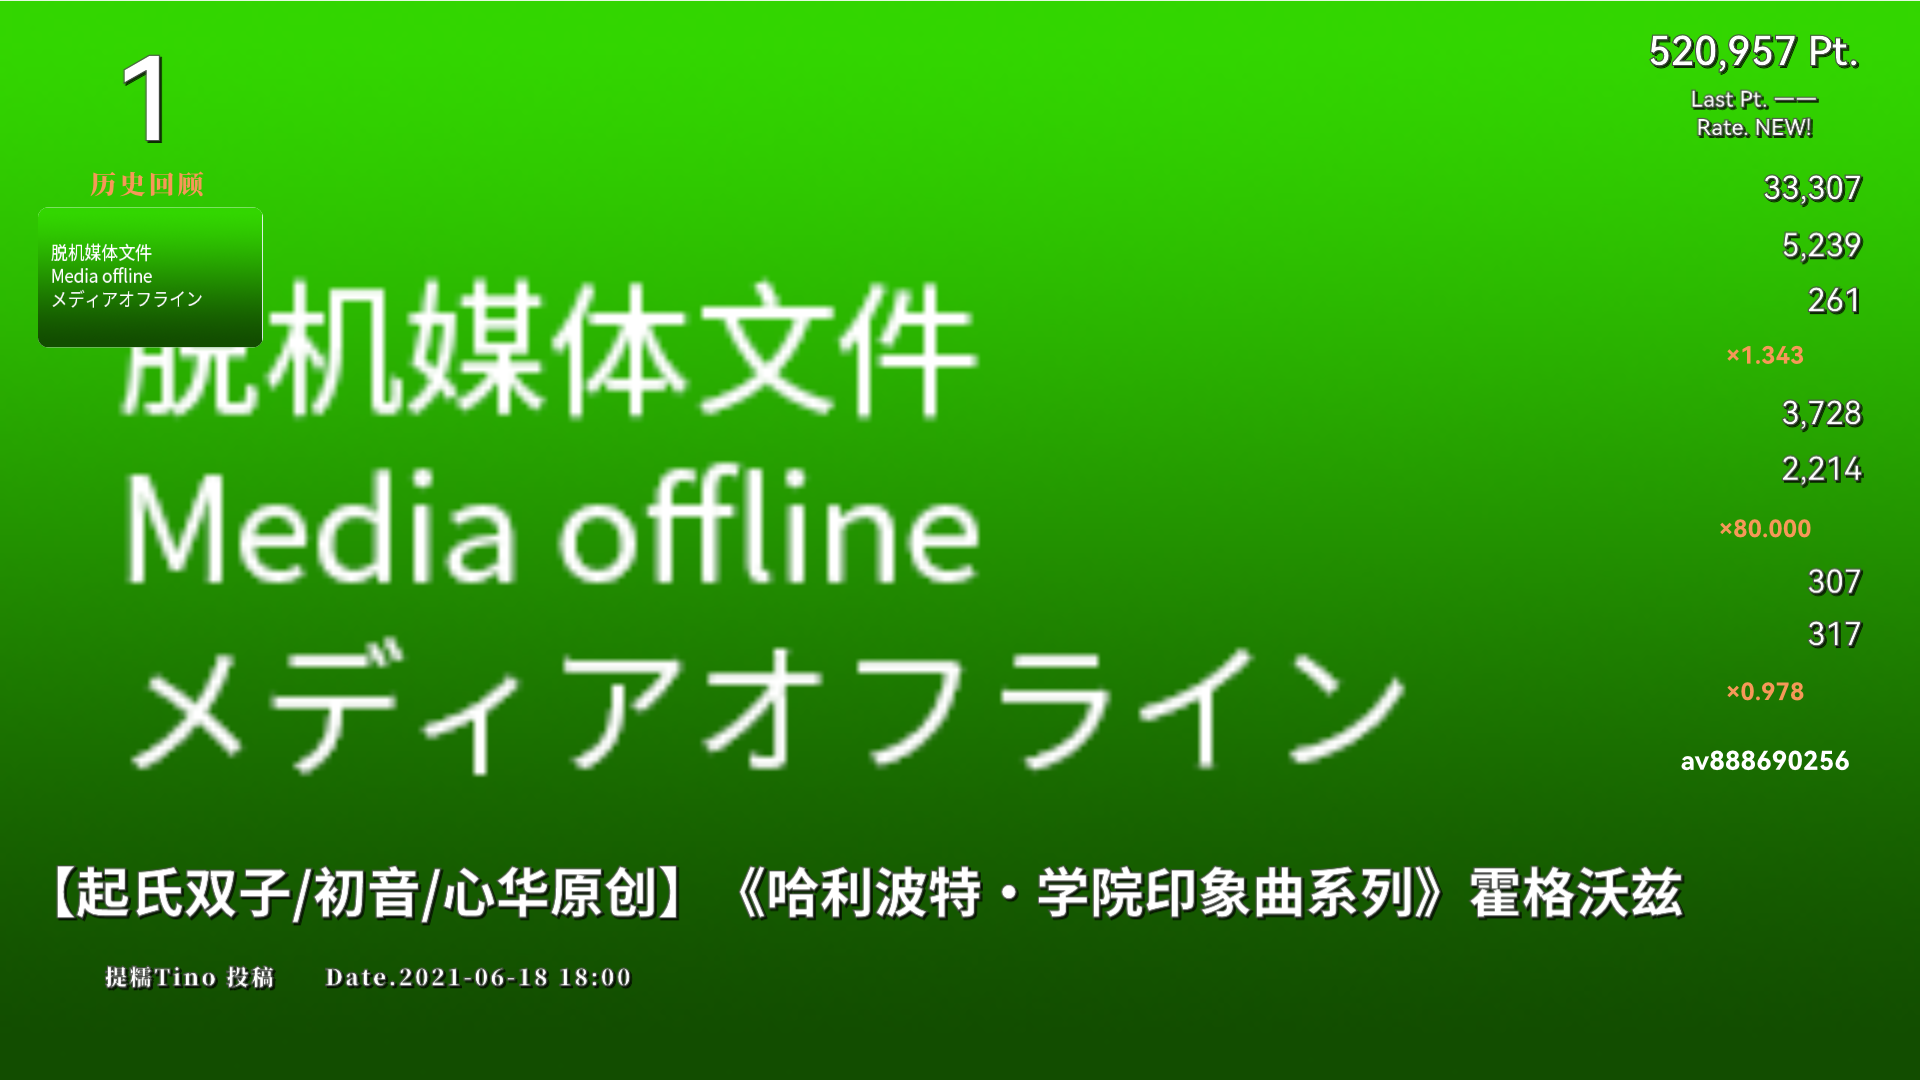 1
历史回顾
脱机媒体文件
Media offline
メディアオフライン
脱机媒体文件
Media offline
メディアオフライン
520,957 Pt.
Last Pt. ——
Rate. NEW!
33,307
5,239
261
×1.343
3,728
2,214
×80.000
307
317
×0.978
av888690256
【起氏双子/初音/心华原创】 《哈利波特・学院印象曲系列》霍格沃兹
提糯Tino 投稿 Date.2021-06-18 18:00